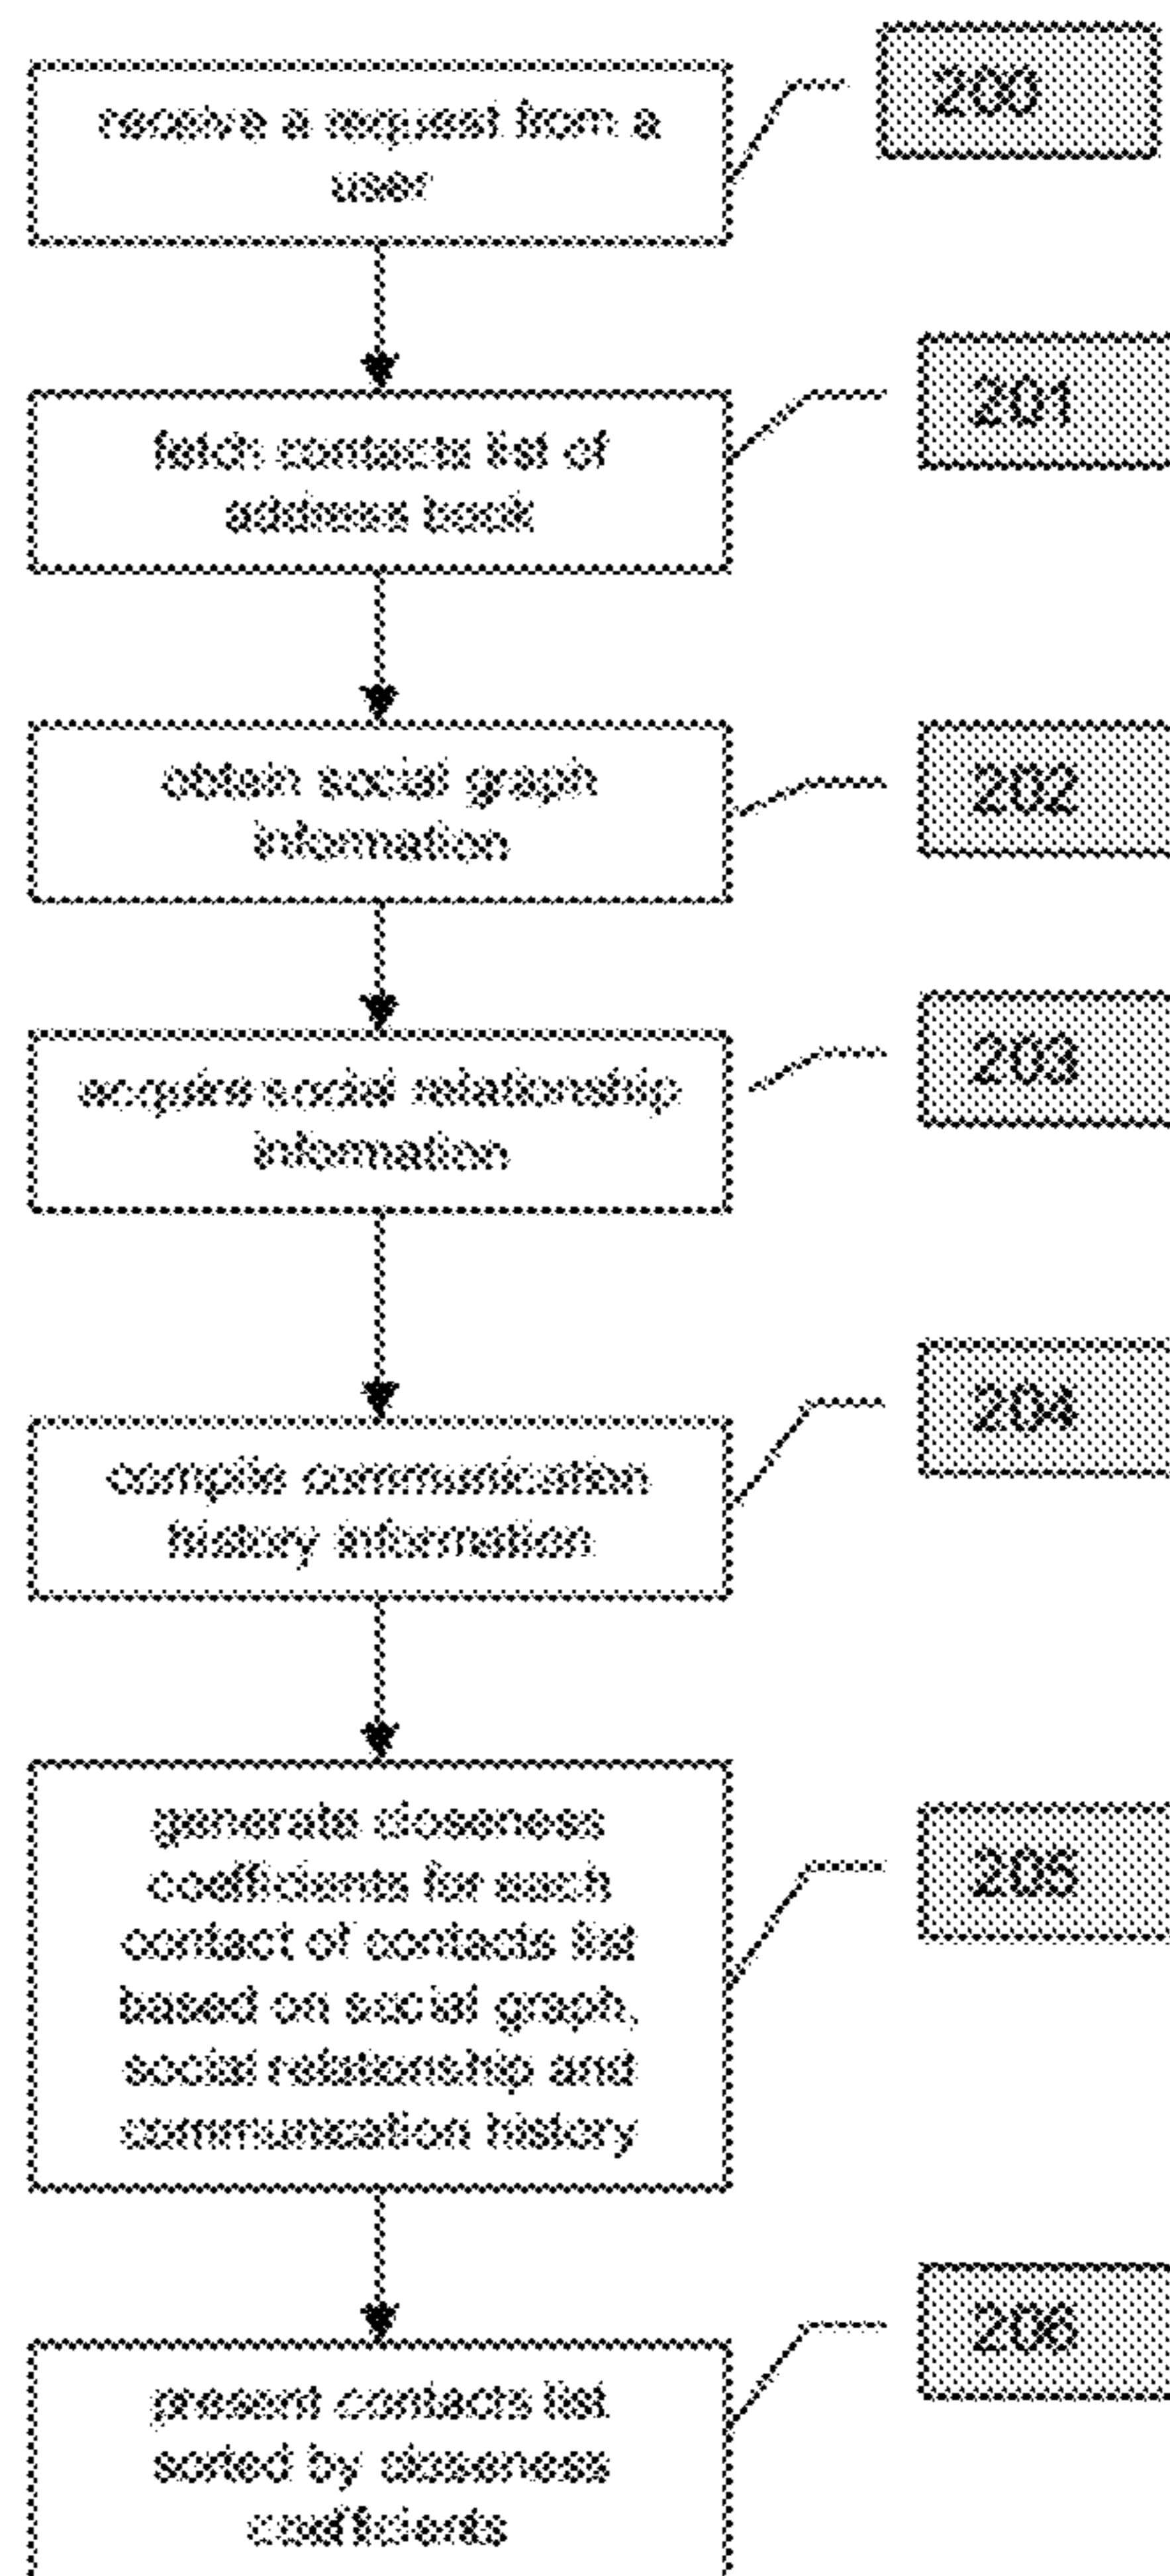 receive a request from a
user
200
fetch contacts list of
address book
201
obtain social graph
information
202
acquire social relationship
information
203
compile communication
history information
204
generate closeness
coefficients for each
contact of contacts list
based on social graph,
social relationship and
communication history
205
present contacts list
sorted by closeness
coefficients
206